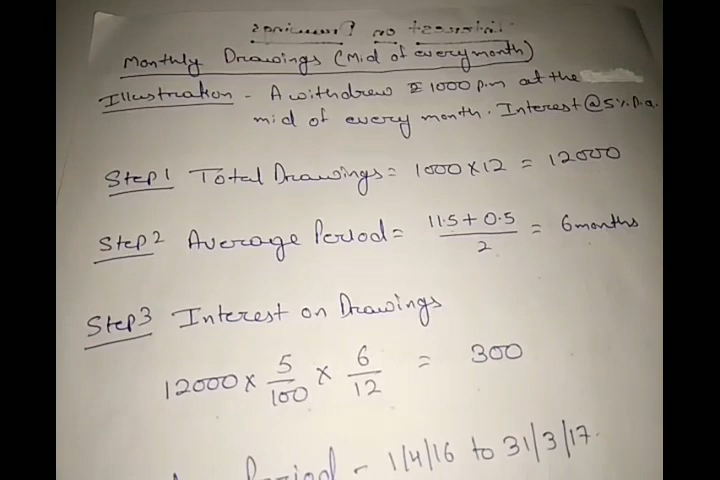 Monthly Drawings (Mid of every month)
Illustration - A withdrew ₹ 1000 p.m at the
mid of every month. Interest @ 5% p.a.
Step 1 Total Drawings = 1000 × 12 = 12000
Step 2 Average Period = 11.5 + 0.5 / 2 = 6 months
Step 3 Interest on Drawings
12000 × 5/100 × 6/12 = 300
Period - 1/4/16 to 31/3/17.